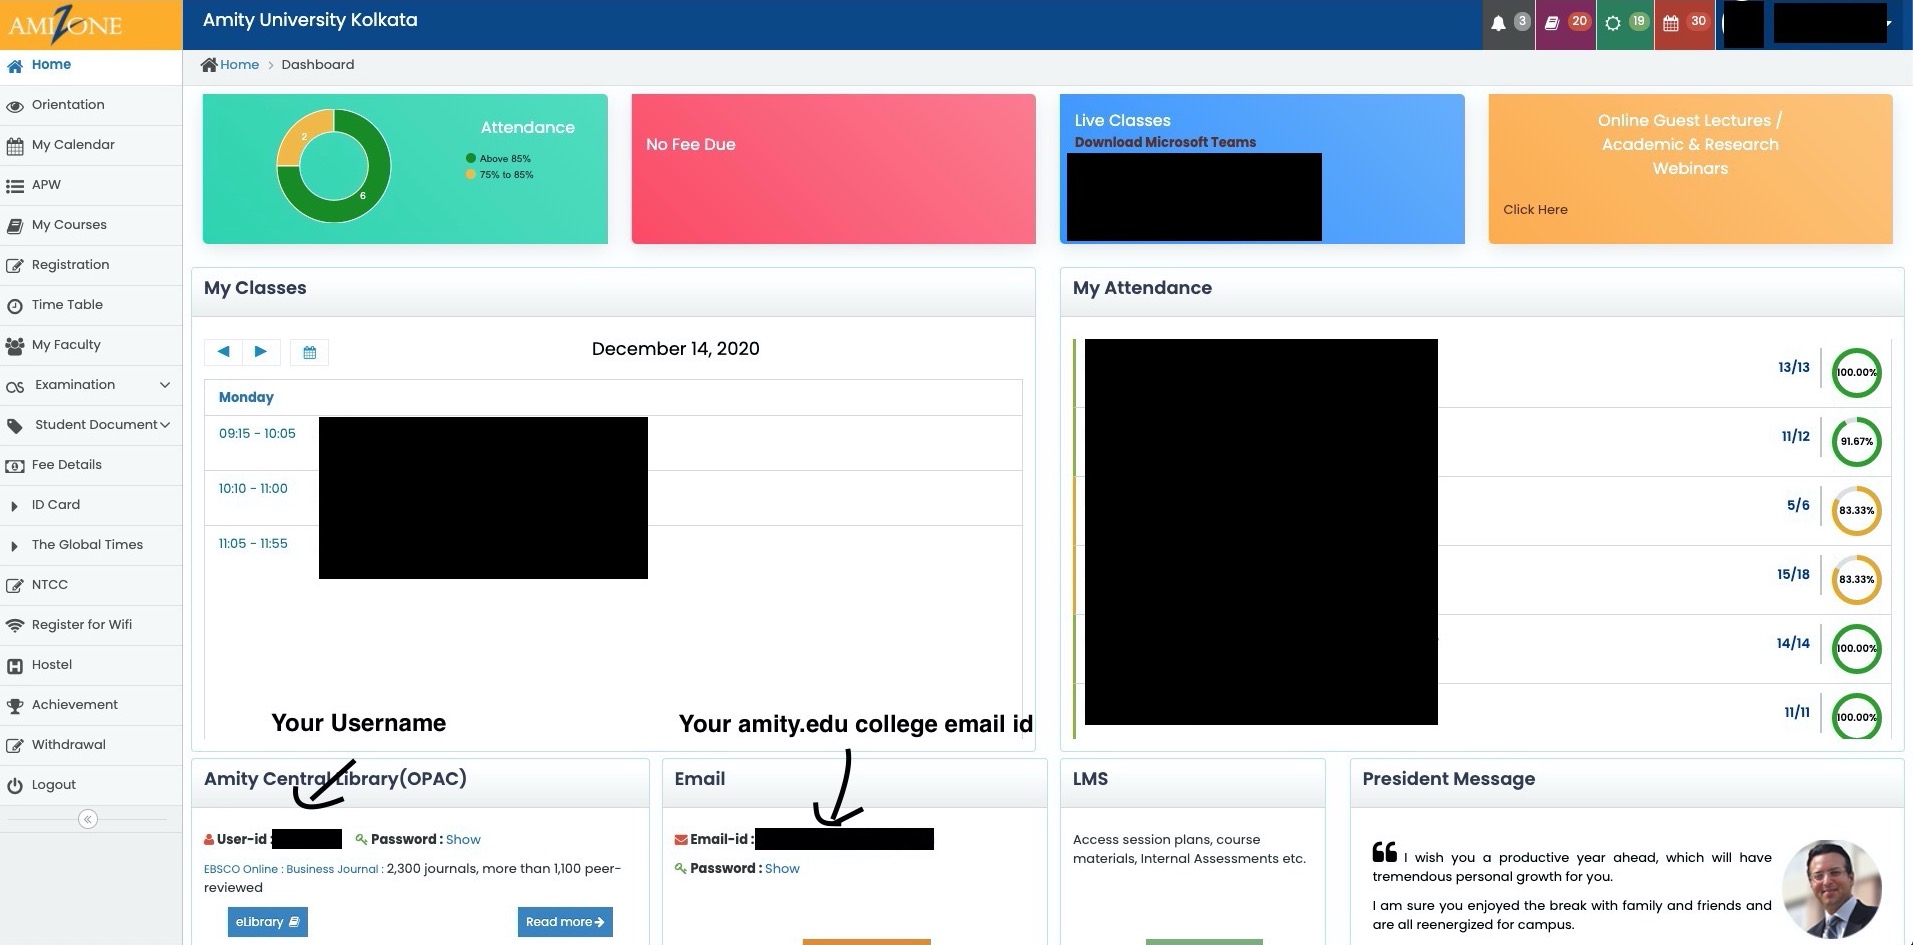 AMIZONE
Amity University Kolkata
3
20
19
30
Home
Orientation
My Calendar
APW
My Courses
Registration
Time Table
My Faculty
Examination
Student Document
Fee Details
ID Card
The Global Times
NTCC
Register for Wifi
Hostel
Achievement
Withdrawal
Logout
Home > Dashboard
Attendance
2
6
Above 85%
75% to 85%
No Fee Due
Live Classes
Download Microsoft Teams
Online Guest Lectures /
Academic & Research
Webinars
Click Here
My Classes
December 14, 2020
Monday
09:15 - 10:05
10:10 - 11:00
11:05 - 11:55
My Attendance
13/13 100.00%
11/12 91.67%
5/6 83.33%
15/18 83.33%
14/14 100.00%
11/11 100.00%
Your Username
Your amity.edu college email id
Amity Central Library(OPAC)
User-id : Password : Show
EBSCO Online : Business Journal : 2,300 journals, more than 1,100 peer-
reviewed
eLibrary
Read more
Email
Email-id :
Password : Show
LMS
Access session plans, course
materials, Internal Assessments etc.
President Message
I wish you a productive year ahead, which will have
tremendous personal growth for you.
I am sure you enjoyed the break with family and friends and
are all reenergized for campus.